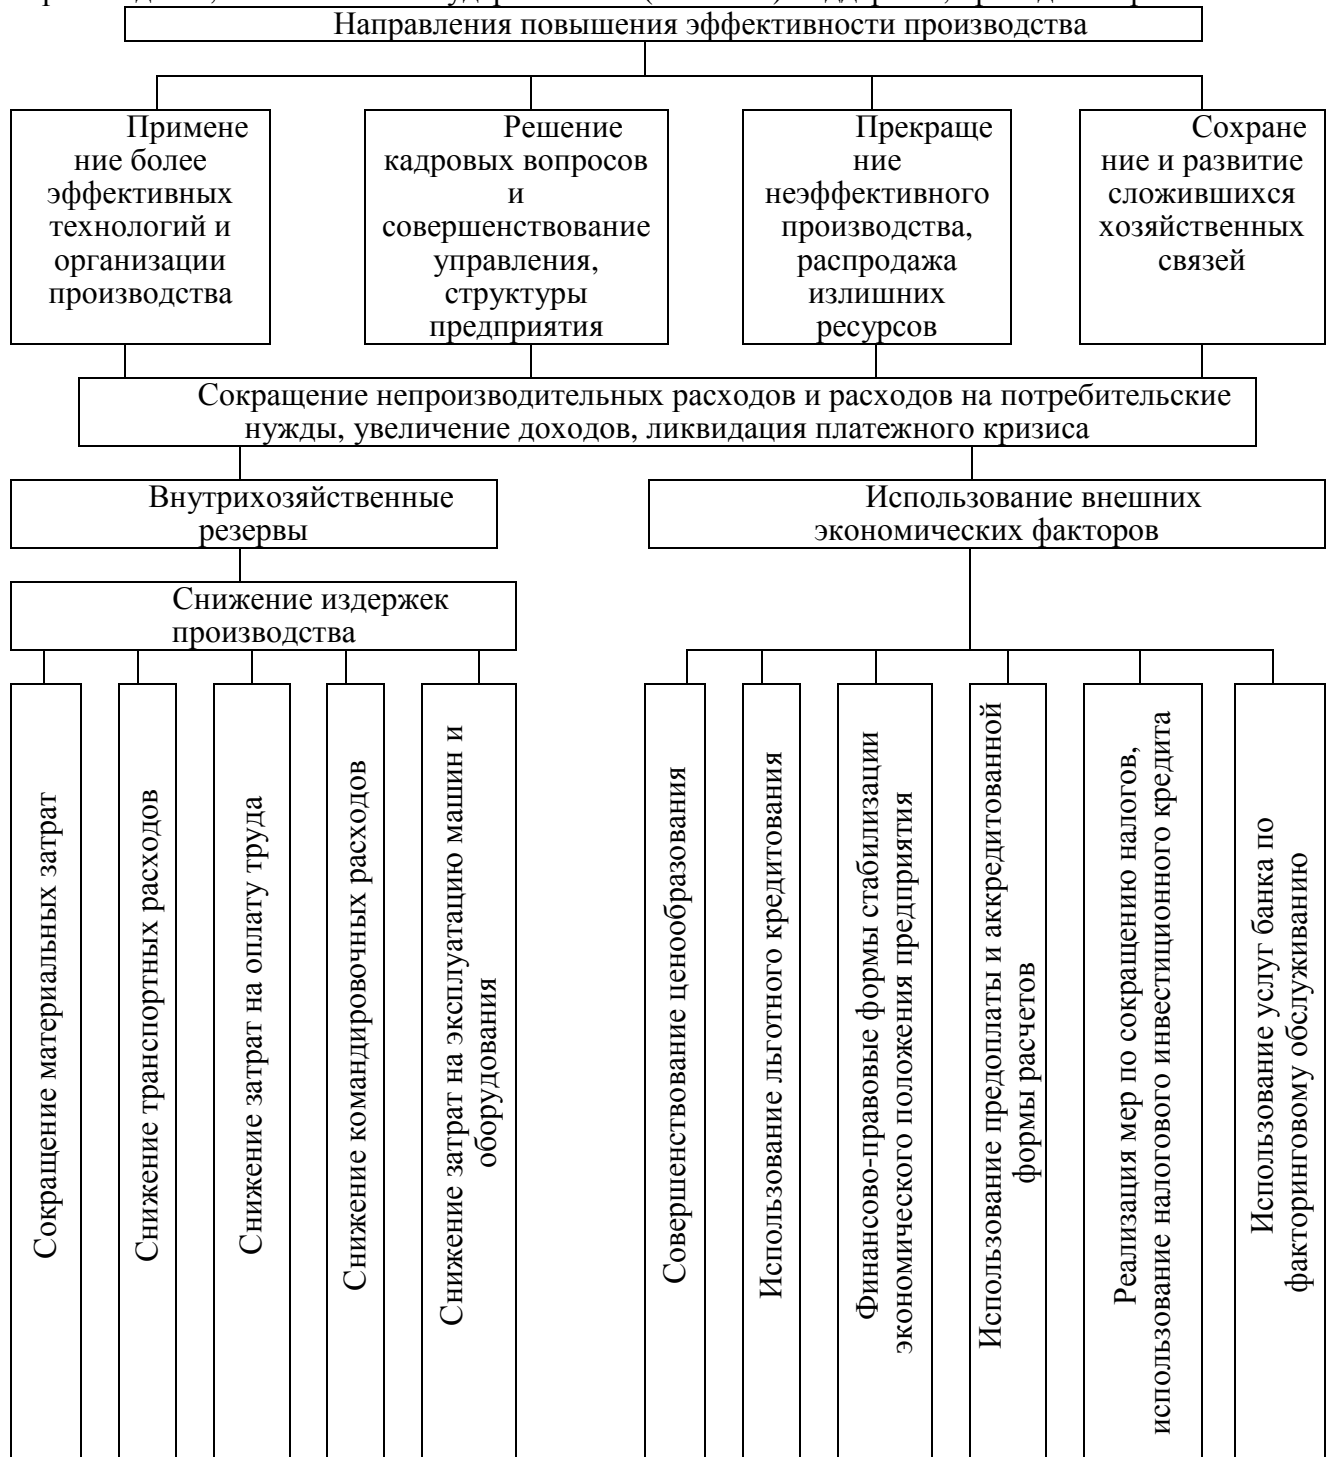 Направления повышения эффективности производства
Примене
ние более
эффективных
технологий и
организации
производства
Решение
кадровых вопросов
и
совершенствование
управления,
структуры
предприятия
Прекраще
ние
неэффективного
производства,
распродажа
излишних
ресурсов
Сохране
ние и развитие
сложившихся
хозяйственных
связей
Сокращение непроизводительных расходов и расходов на потребительские
нужды, увеличение доходов, ликвидация платежного кризиса
Внутрихозяйственные
резервы
Использование внешних
экономических факторов
Снижение издержек
производства
Сокращение материальных затрат
Снижение транспортных расходов
Снижение затрат на оплату труда
Снижение командировочных расходов
Снижение затрат на эксплуатацию машин и
оборудования
Совершенствование ценообразования
Использование льготного кредитования
Финансово-правовые формы стабилизации
экономического положения предприятия
Использование предоплаты и аккредитованной
формы расчетов
Реализация мер по сокращению налогов,
использование налогового инвестиционного кредита
Использование услуг банка по
факторинговому обслуживанию